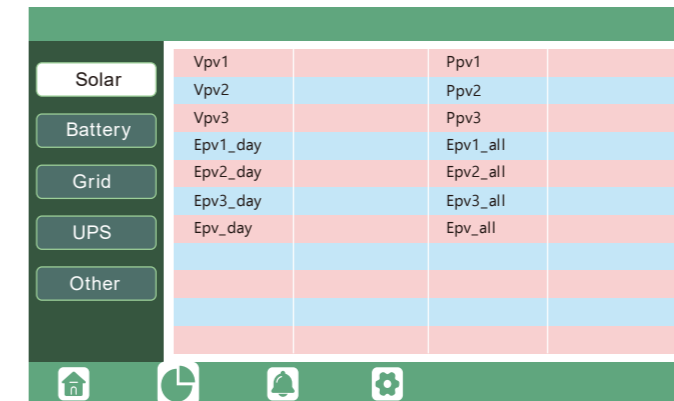 Solar
Battery
Grid
UPS
Other
Vpv1 Ppv1
Vpv2 Ppv2
Vpv3 Ppv3
Epv1_day Epv1_all
Epv2_day Epv2_all
Epv3_day Epv3_all
Epv_day Epv_all